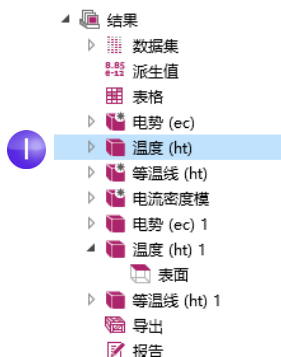 结果
数据集
8.85
e-12
派生值
表格
电势 (ec)
1
温度 (ht)
等温线 (ht)
电流密度模
电势 (ec) 1
温度 (ht) 1
表面
等温线 (ht) 1
导出
报告